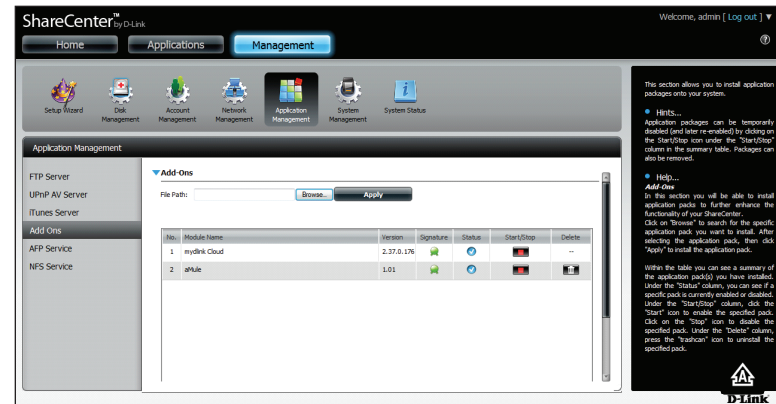 ShareCenter™ by D-Link
Welcome, admin [ Log out ] ▼
Home Applications Management
Setup Wizard
Disk Management
Account Management
Network Management
Application Management
System Management
System Status
Application Management
FTP Server
UPnP AV Server
iTunes Server
Add Ons
AFP Service
NFS Service
Add-Ons
File Path: Browse... Apply
No. Module Name Version Signature Status Start/Stop Delete
1 mydlink Cloud 2.37.0.176 --
2 aMule 1.01
This section allows you to install application
packages onto your system.
Hints...
Application packages can be temporarily
disabled (and later re-enabled) by clicking on
the Start/Stop icon under the "Start/Stop"
column in the summary table. Packages can
also be removed.
Help...
Add-Ons
In this section you will be able to install
application packs to further enhance the
functionality of your ShareCenter.
Click on "Browse" to search for the specific
application pack you want to install. After
selecting the application pack, then click
"Apply" to install the application pack.
Within the table you can see a summary of
the application pack(s) you have installed.
Under the "Status" column, you can see if a
specific pack is currently enabled or disabled.
Under the "Start/Stop" column, click the
"Start" icon to enable the specified pack.
Click on the "Stop" icon to disable the
specified pack. Under the "Delete" column,
press the "trashcan" icon to uninstall the
specified pack.
A
D-Link